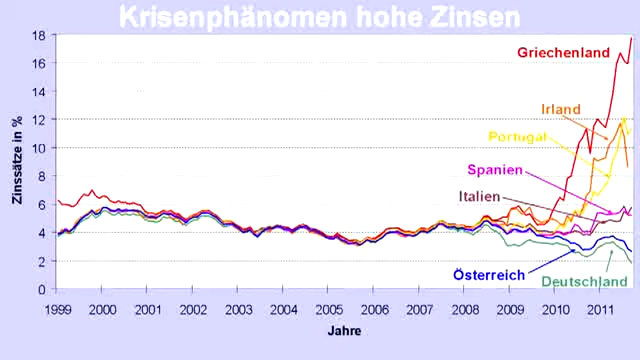 Krisenphänomen hohe Zinsen
18
16
14
12
10
8
6
4
2
0
Zinssätze in %
Griechenland
Irland
Portugal
Spanien
Italien
Österreich
Deutschland
1999 2000 2001 2002 2003 2004 2005 2006 2007 2008 2009 2010 2011
Jahre